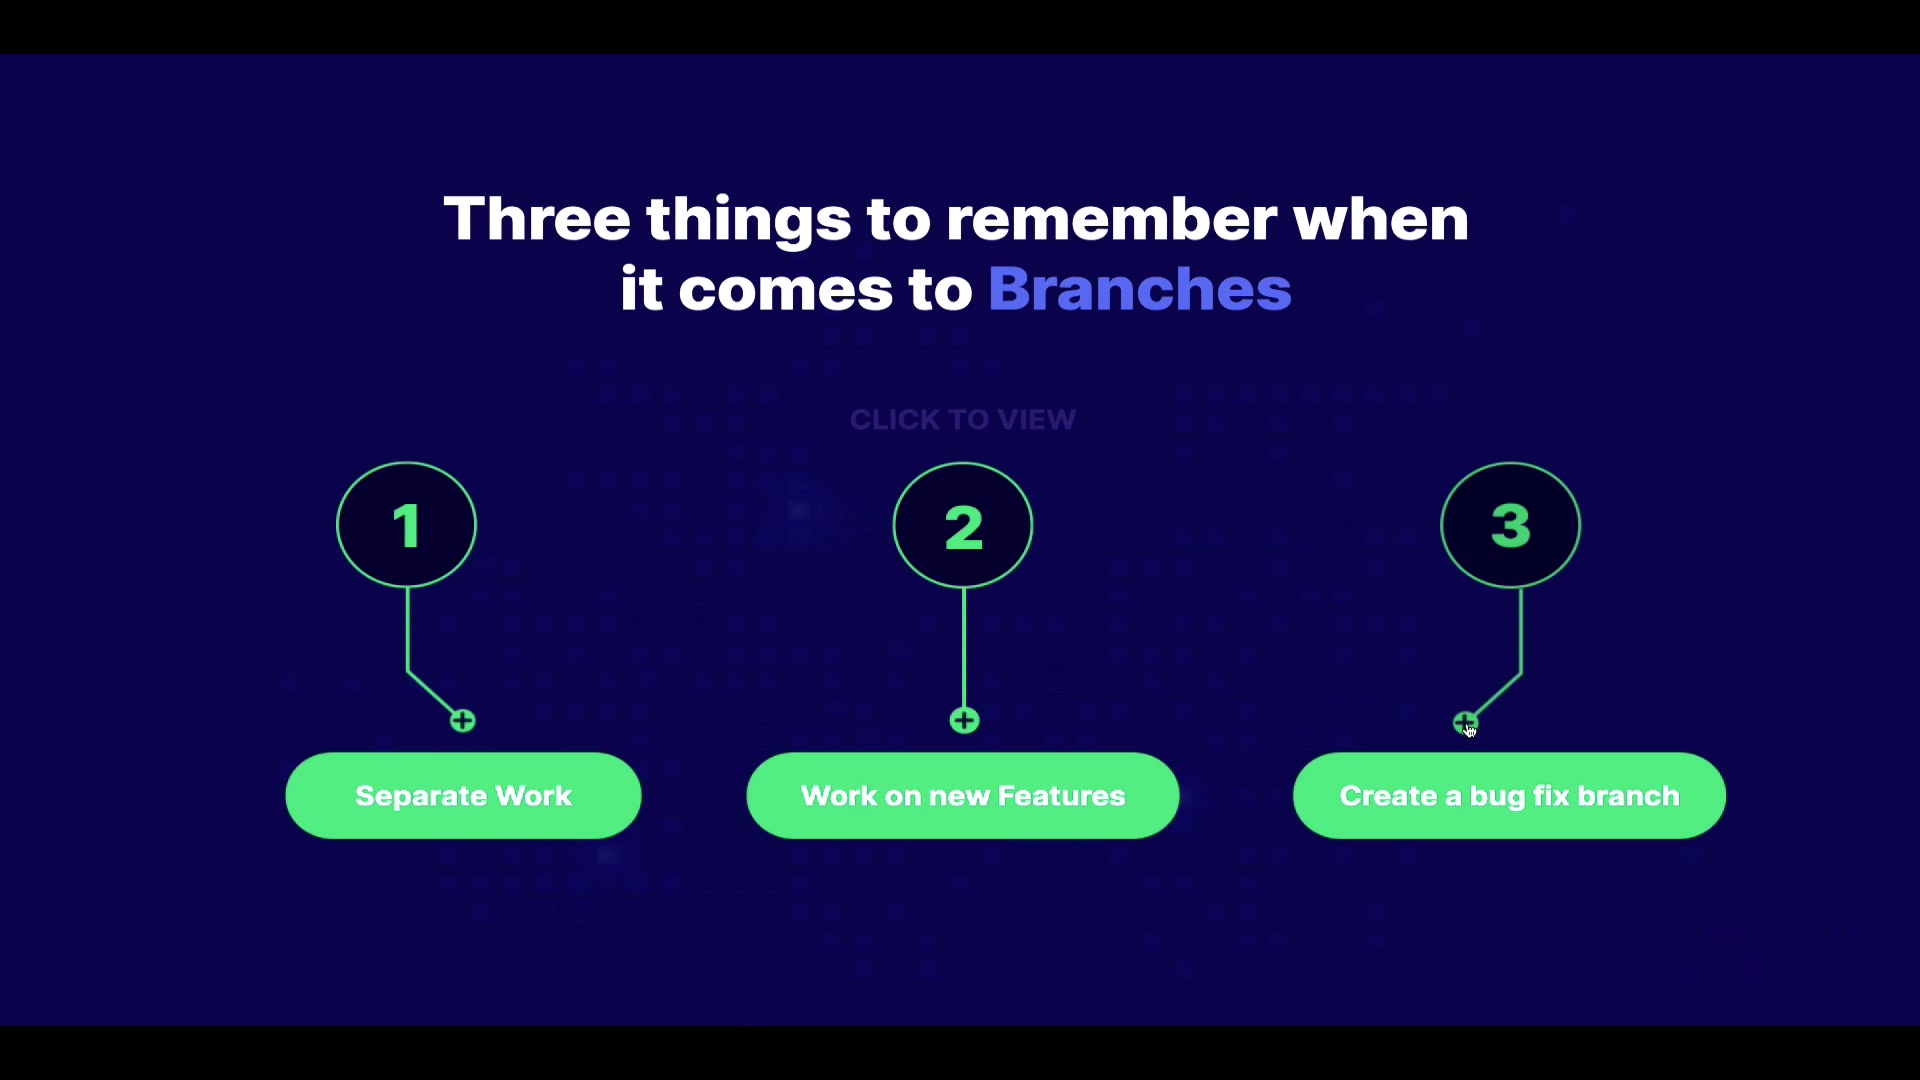 Three things to remember when
it comes to Branches
CLICK TO VIEW
1
2
3
Separate Work
Work on new Features
Create a bug fix branch